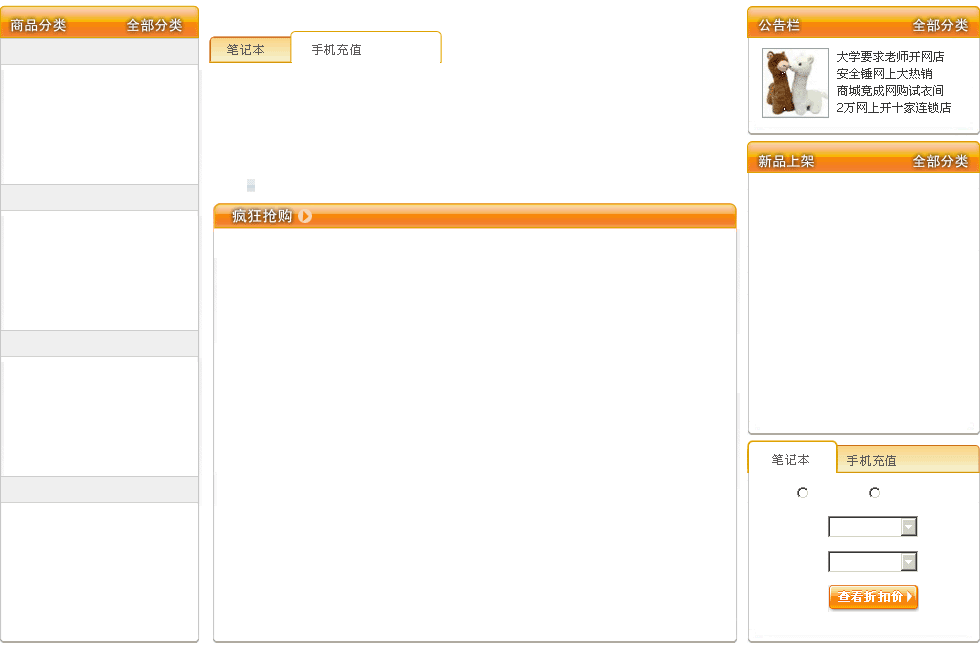 商品分类 全部分类
笔记本 手机充值
疯狂抢购
公告栏 全部分类
大学要求老师开网店
安全锤网上大热销
商城竟成网购试衣间
2万网上开十家连锁店
新品上架 全部分类
笔记本 手机充值
查看折扣价